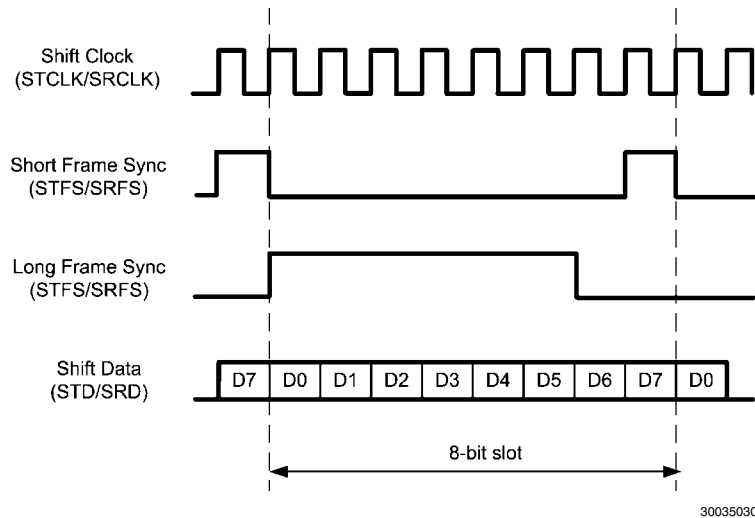 Shift Clock
(STCLK/SRCLK)
Short Frame Sync
(STFS/SRFS)
Long Frame Sync
(STFS/SRFS)
Shift Data
(STD/SRD)
D7 D0 D1 D2 D3 D4 D5 D6 D7 D0
8-bit slot
30035030